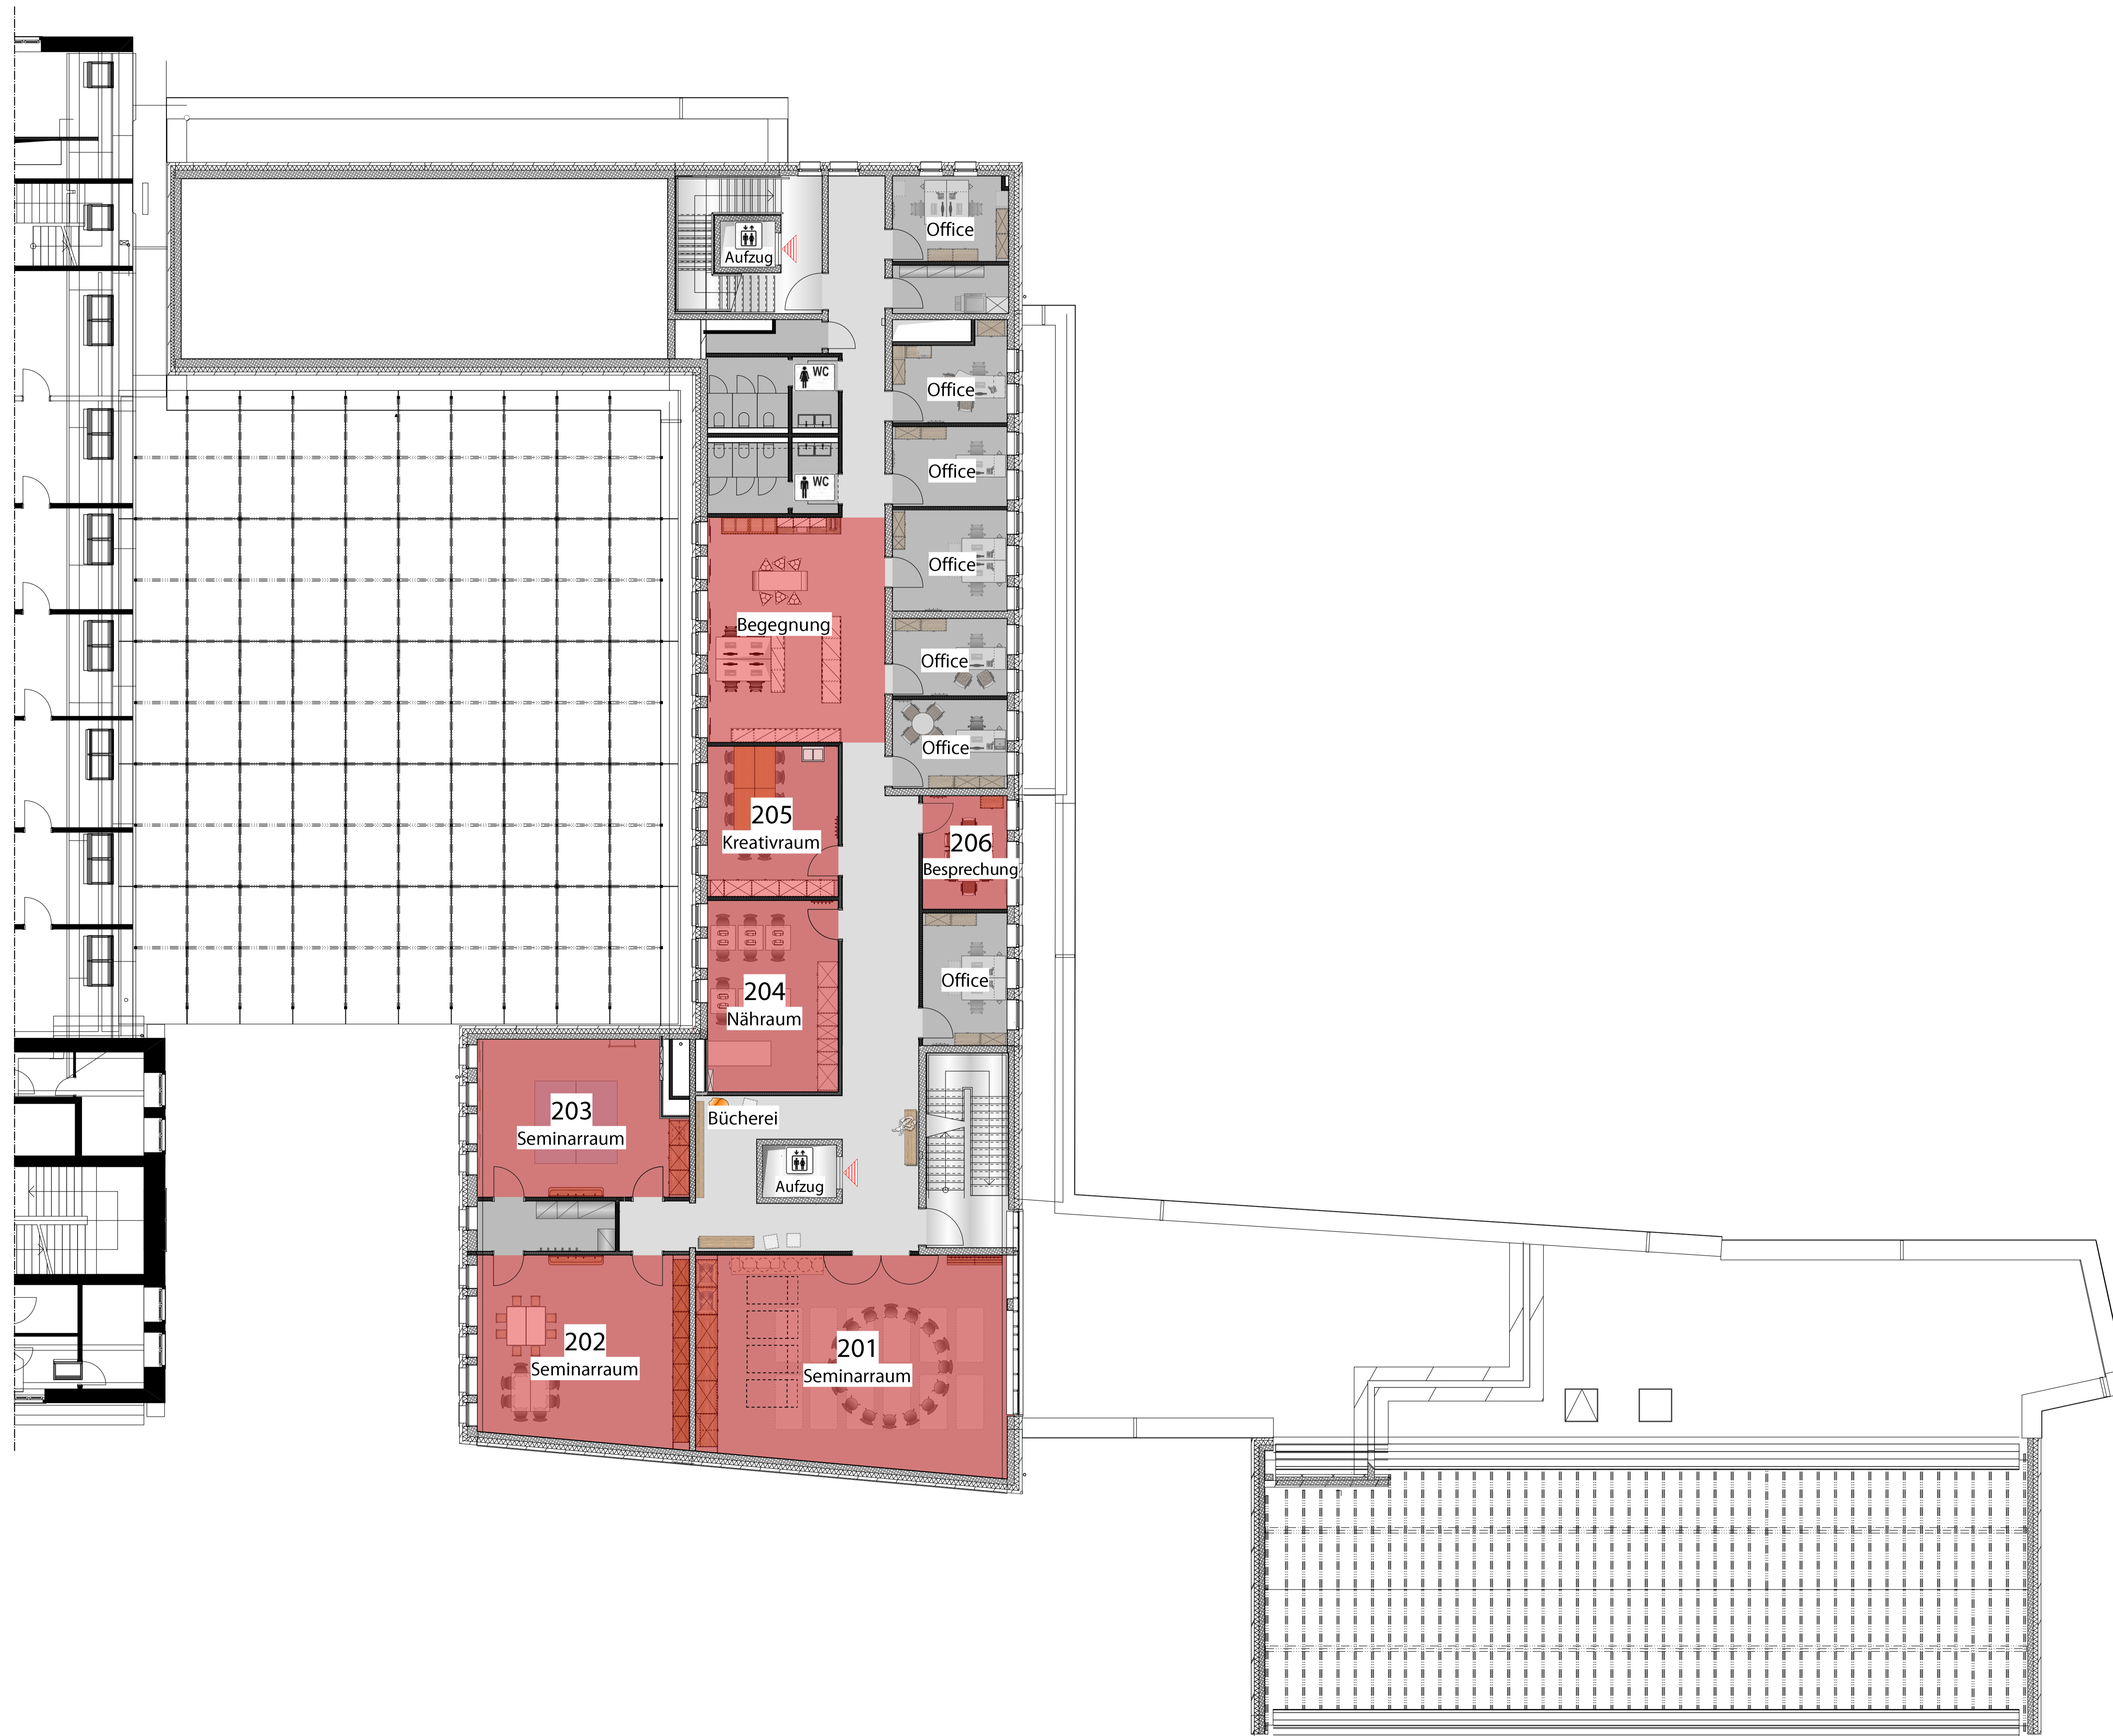 Office
Aufzug
WC
Office
Office
WC
Office
Begegnung
Office
Office
205
Kreativraum
206
Besprechung
Office
204
Nähraum
203
Seminarraum
Bücherei
Aufzug
202
Seminarraum
201
Seminarraum